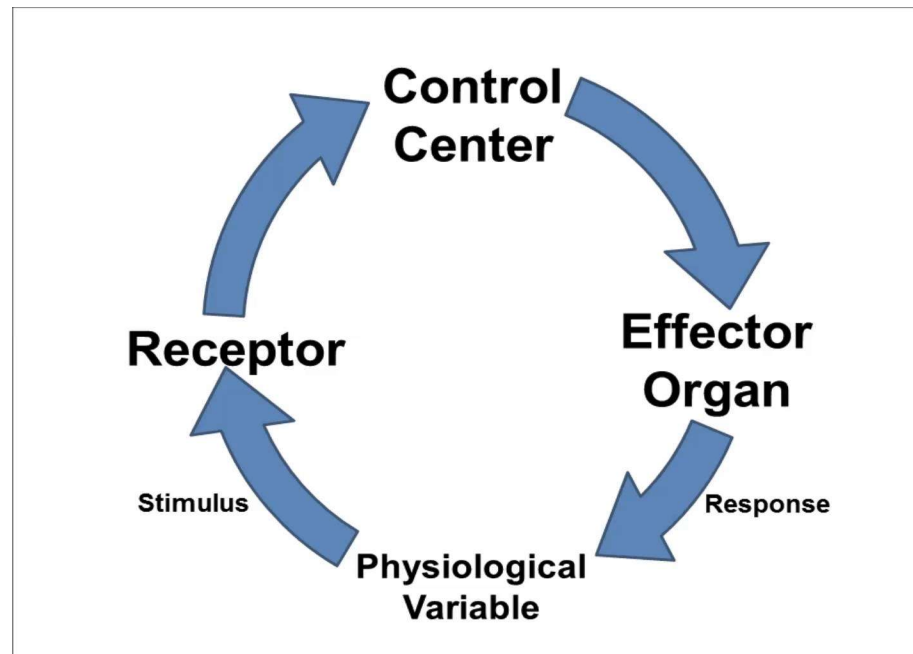 Control
Center
Effector
Organ
Response
Physiological
Variable
Stimulus
Receptor